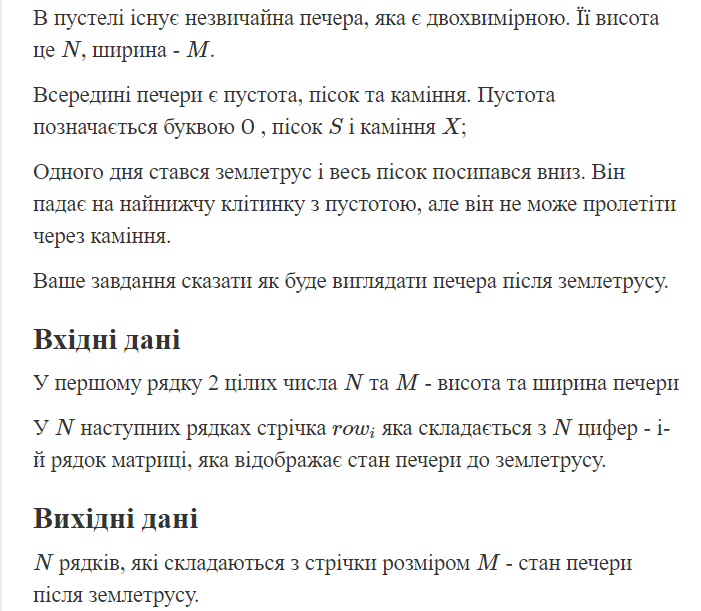 В пустелі існує незвичайна печера, яка є двохвимірною. Її висота
це N, ширина - M.
Всередині печери є пустота, пісок та каміння. Пустота
позначається буквою O , пісок S і каміння X;
Одного дня стався землетрус і весь пісок посипався вниз. Він
падає на найнижчу клітинку з пустотою, але він не може пролетіти
через каміння.
Ваше завдання сказати як буде виглядати печера після землетрусу.
Вхідні дані
У першому рядку 2 цілих числа N та M - висота та ширина печери
У N наступних рядках стрічка row_i яка складається з N цифер - і-
й рядок матриці, яка відображає стан печери до землетрусу.
Вихідні дані
N рядків, які складаються з стрічки розміром M - стан печери
після землетрусу.